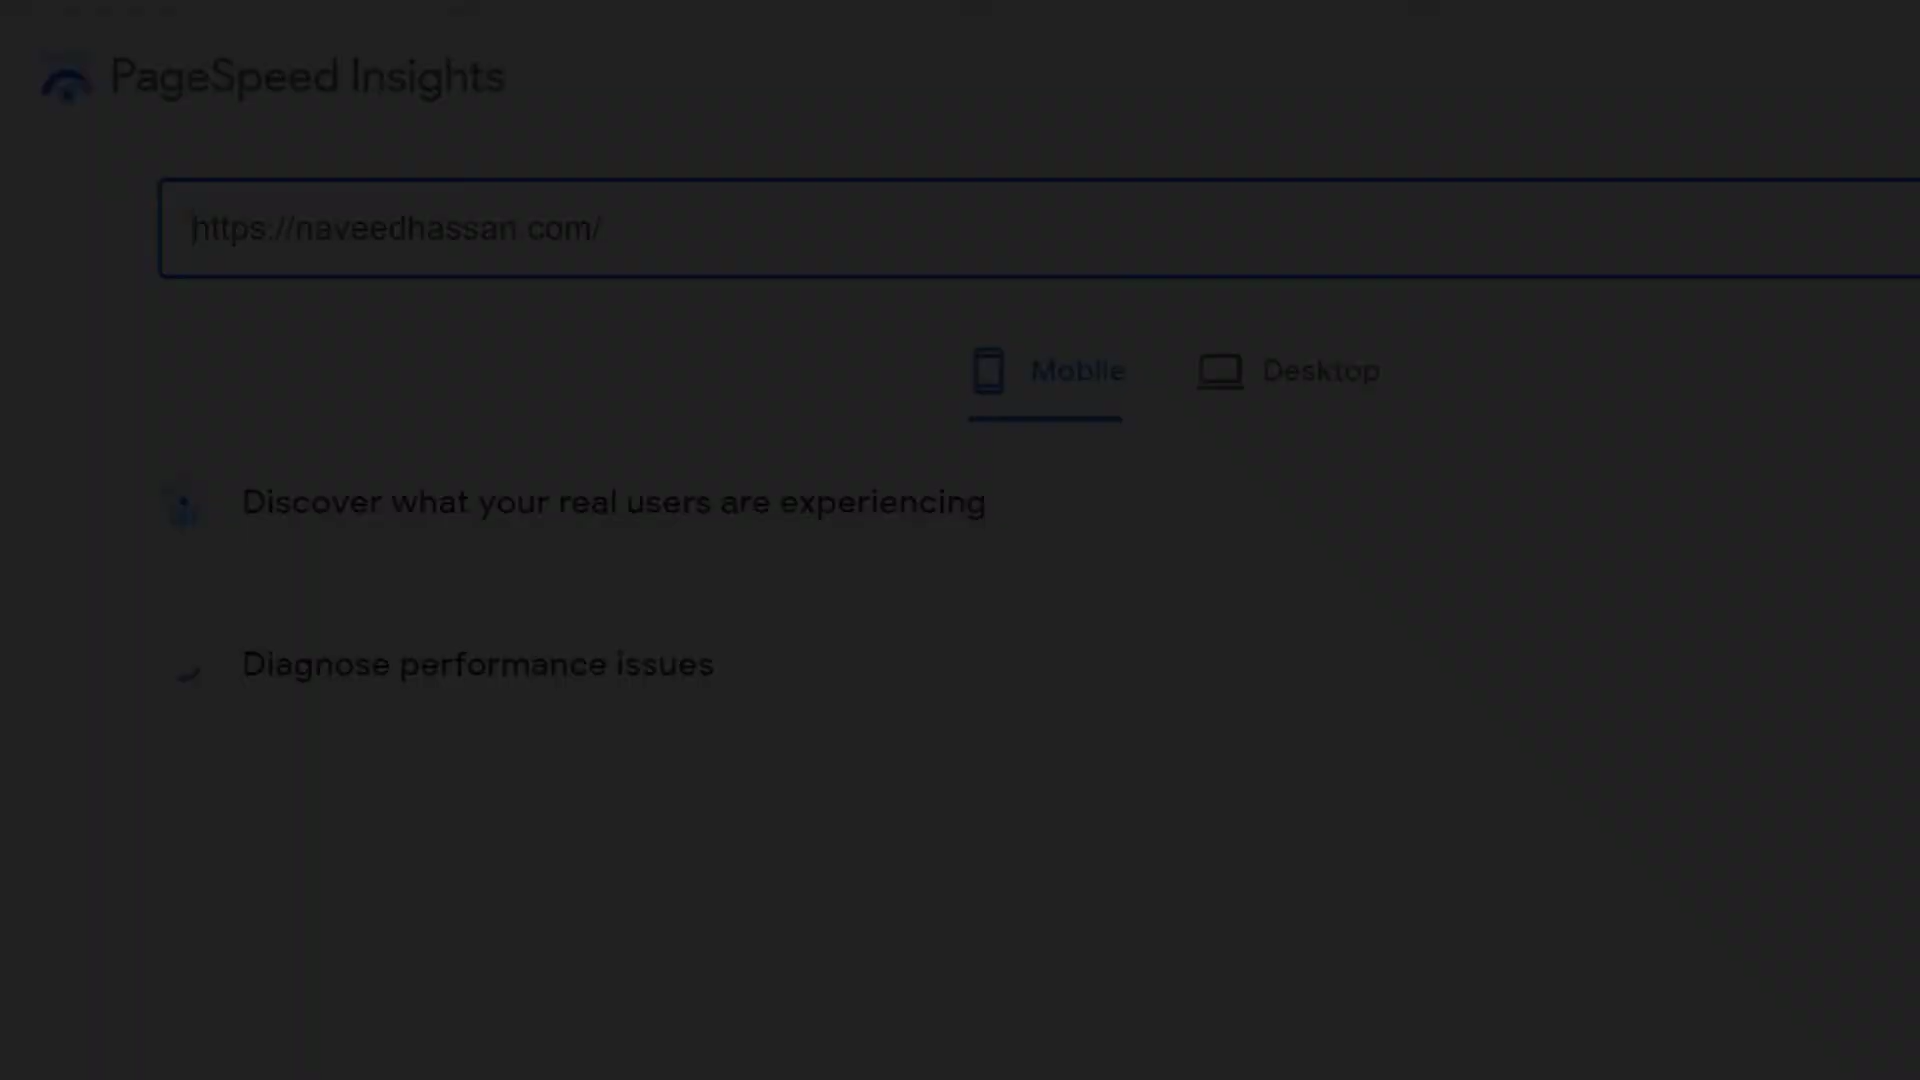 PageSpeed Insights
https://naveedhassan.com/
Mobile
Desktop
Discover what your real users are experiencing
Diagnose performance issues